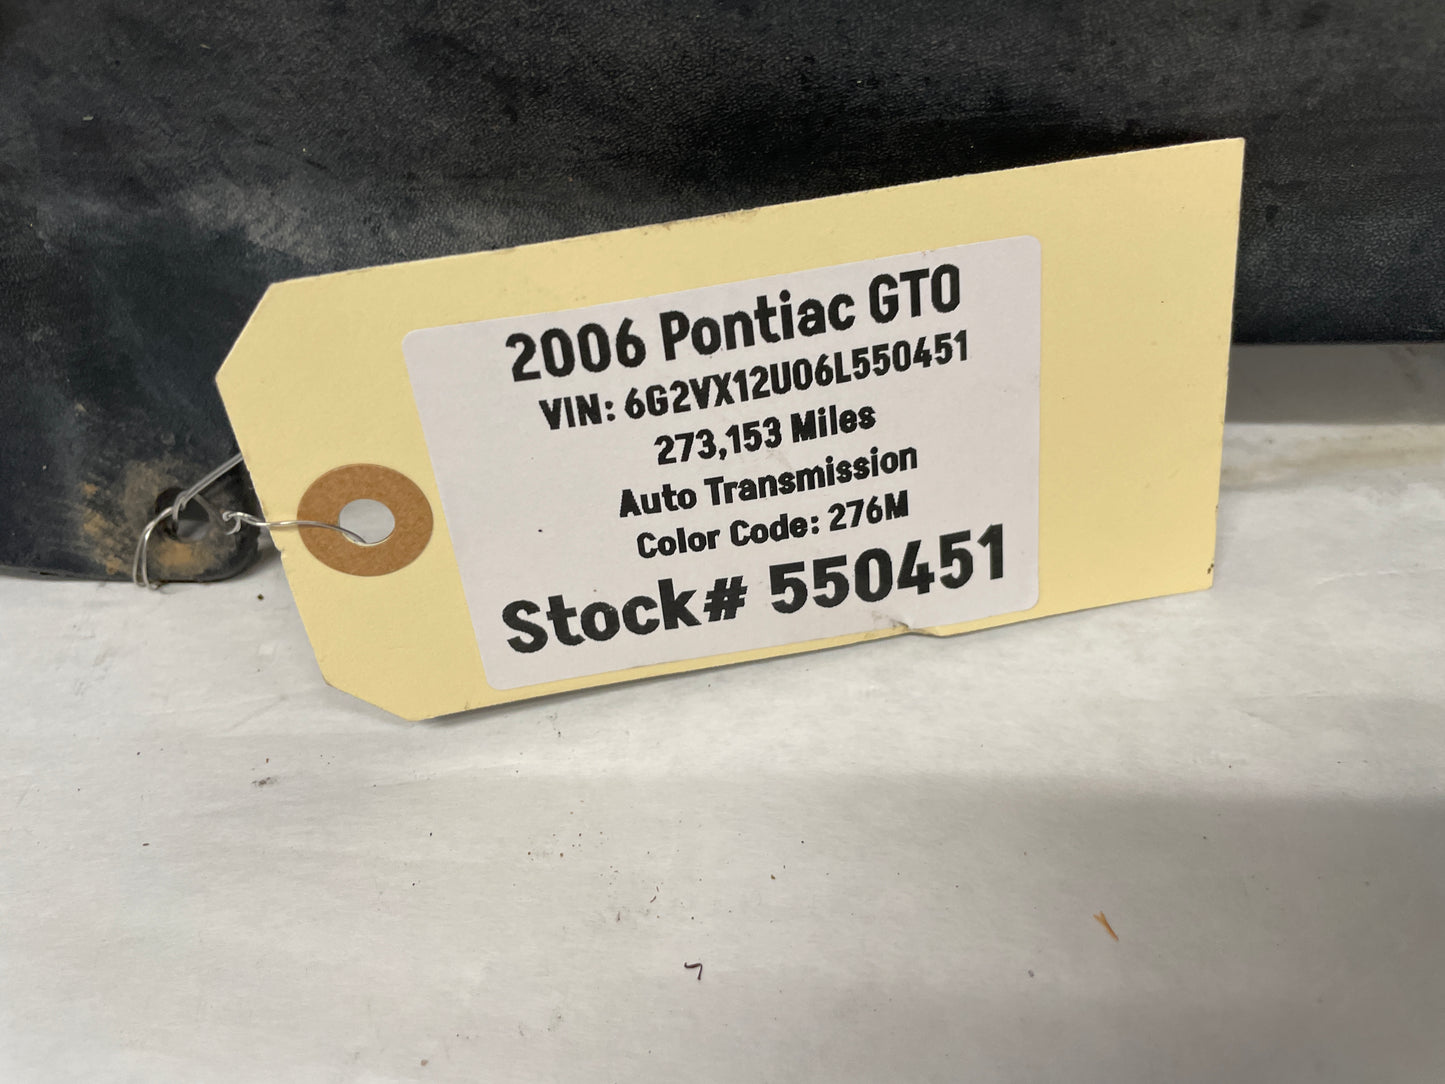 2006 Pontiac GTO
VIN: 6G2VX12U06L550451
273,153 Miles
Auto Transmission
Color Code: 276M
Stock# 550451